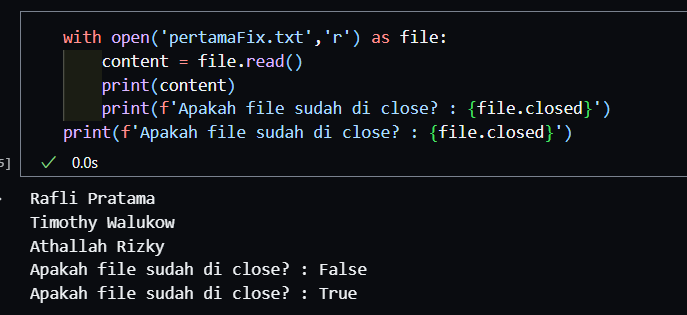 with open('pertamaFix.txt','r') as file:
    content = file.read()
    print(content)
    print(f'Apakah file sudah di close? : {file.closed}')
print(f'Apakah file sudah di close? : {file.closed}')
5]
✓ 0.0s
Rafli Pratama
Timothy Walukow
Athallah Rizky
Apakah file sudah di close? : False
Apakah file sudah di close? : True